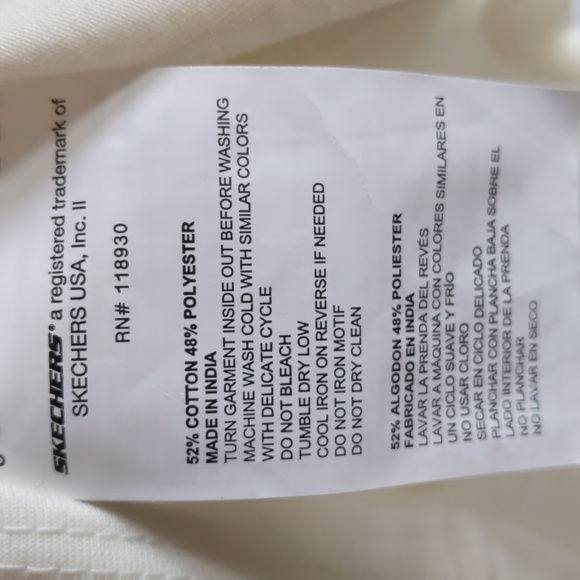 SKECHERS® a registered trademark of
SKECHERS USA, Inc. II
RN# 118930
52% COTTON 48% POLYESTER
MADE IN INDIA
TURN GARMENT INSIDE OUT BEFORE WASHING
MACHINE WASH COLD WITH SIMILAR COLORS
WITH DELICATE CYCLE
DO NOT BLEACH
TUMBLE DRY LOW
COOL IRON ON REVERSE IF NEEDED
DO NOT IRON MOTIF
DO NOT DRY CLEAN
52% ALGODON 48% POLIESTER
FABRICADO EN INDIA
LAVAR LA PRENDA DEL REVÉS
LAVAR A MAQUINA CON COLORES SIMILARES EN
UN CICLO SUAVE Y FRÍO
NO USAR CLORO
SECAR EN CICLO DELICADO
PLANCHAR CON PLANCHA BAJA SOBRE EL
LADO INTERIOR DE LA PRENDA
NO PLANCHAR
NO LAVAR EN SECO